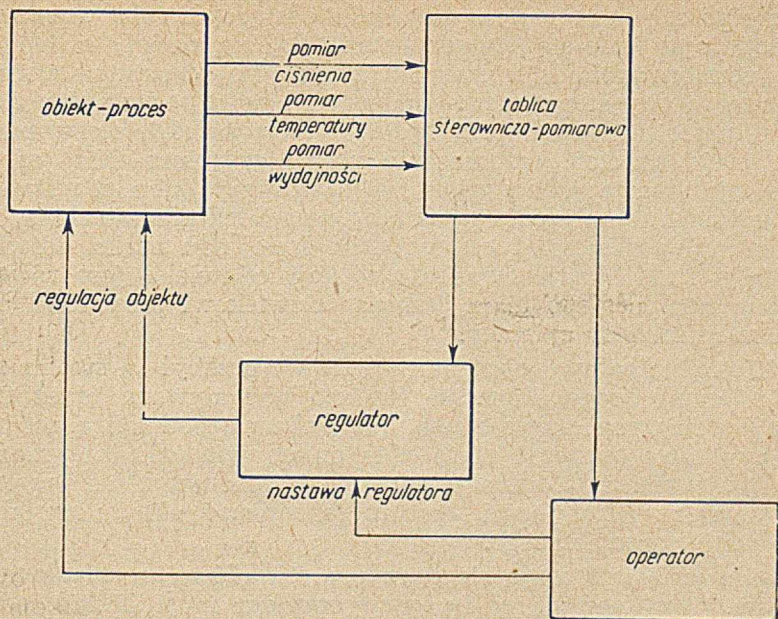 pomiar
ciśnienia
obiekt-proces
pomiar
temperatury
pomiar
wydajności
tablica
sterowniczo-pomiarowa
regulacja objektu
regulator
nastawa regulatora
operator